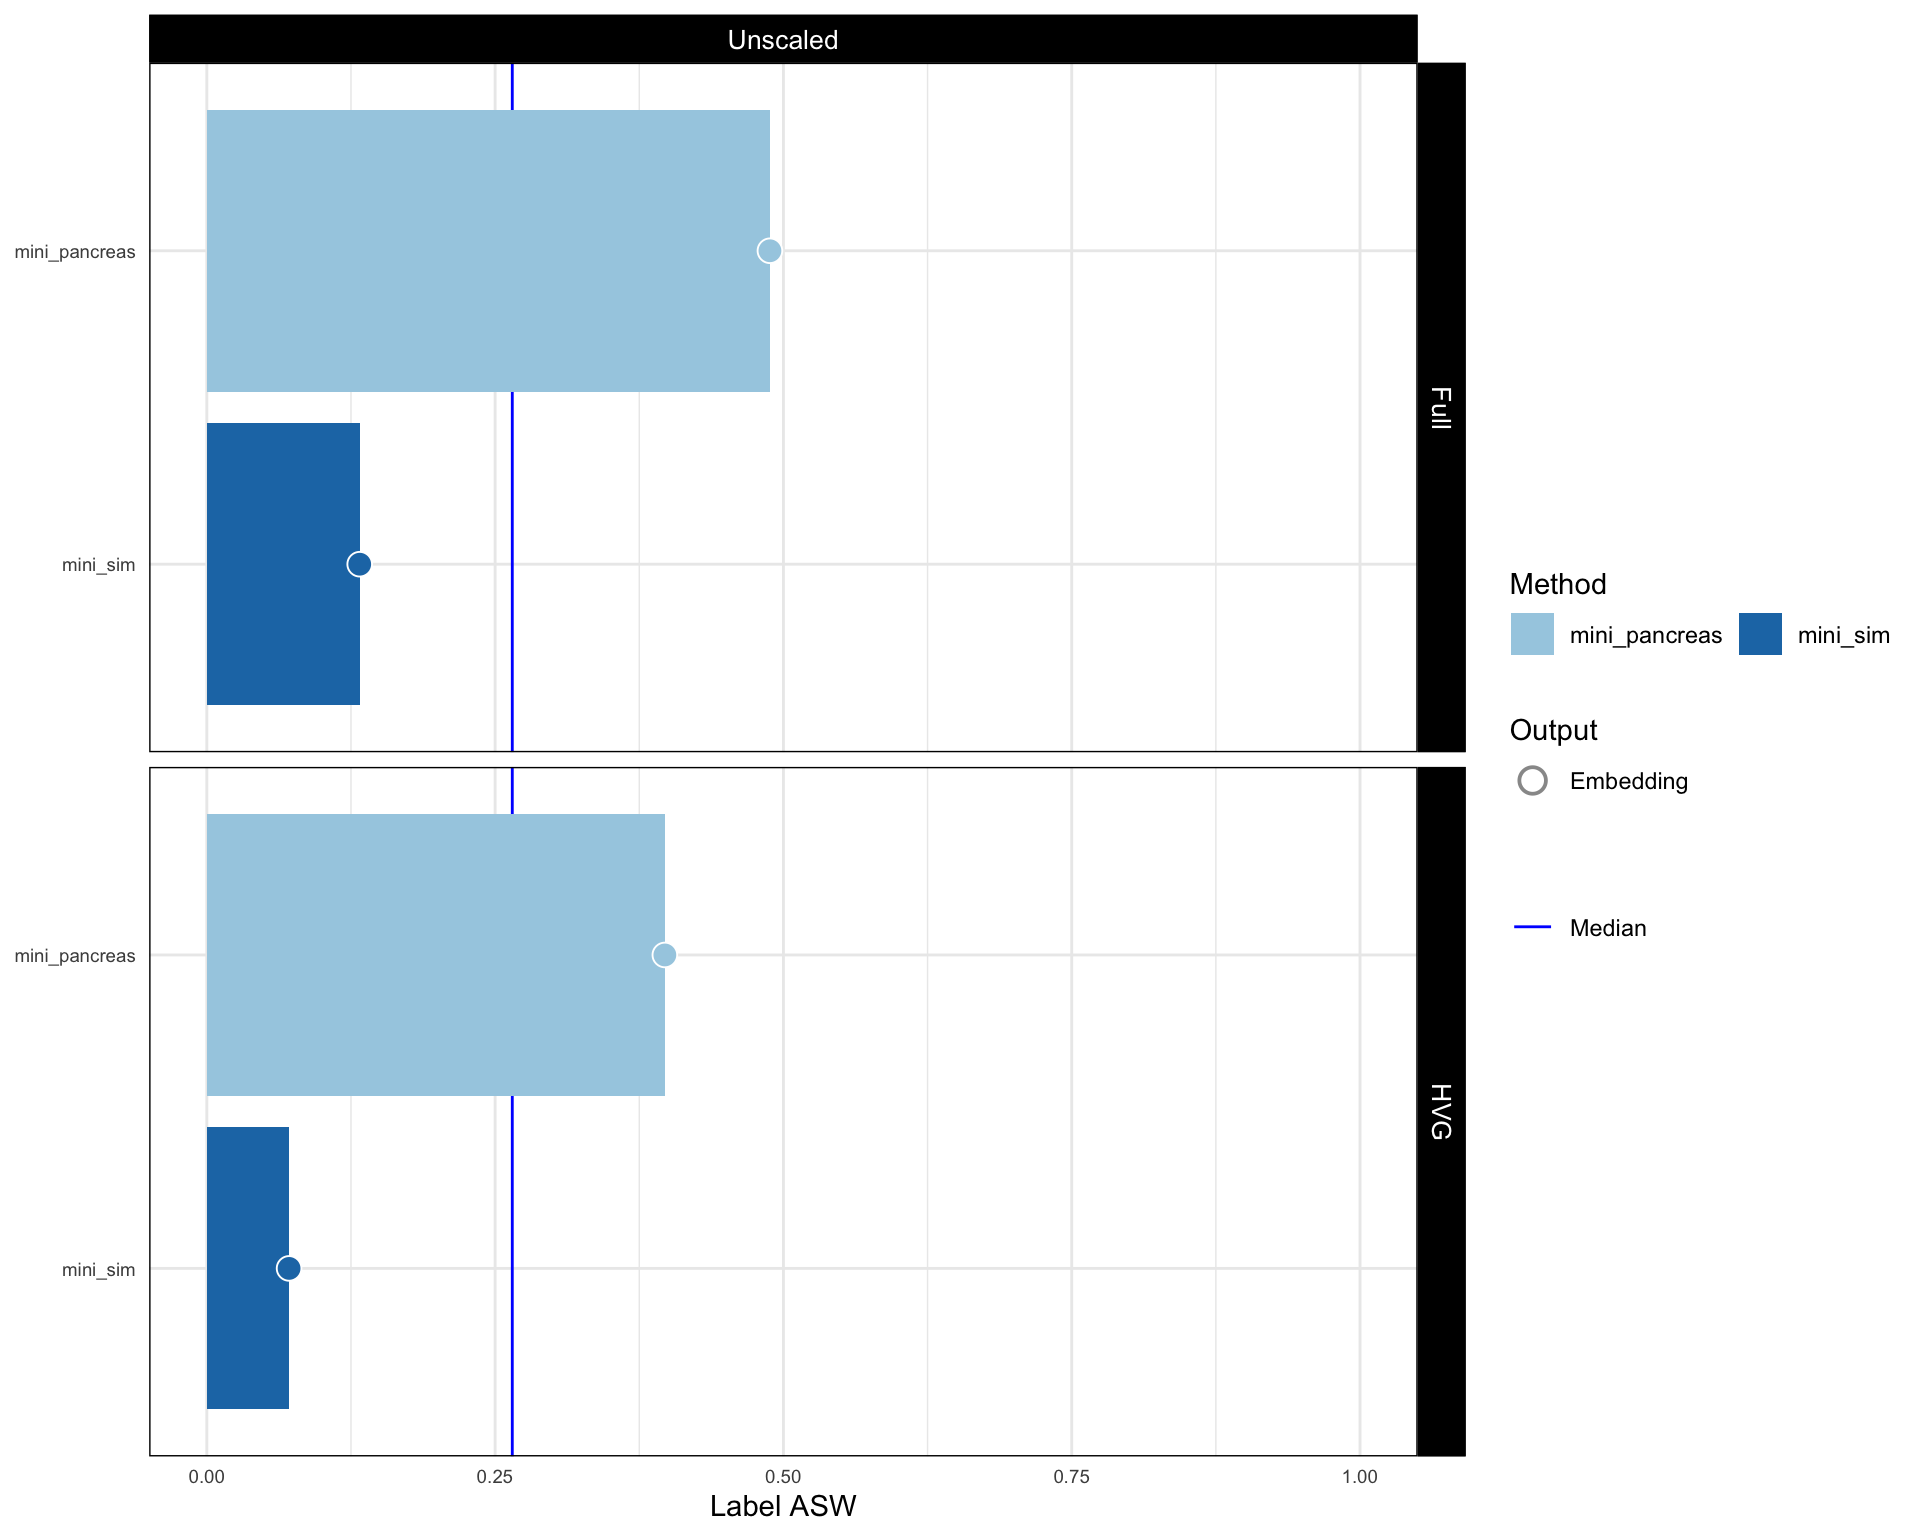 Unscaled
mini_pancreas
mini_sim
Full
mini_pancreas
mini_sim
HVG
0.00 0.25 0.50 0.75 1.00
Label ASW
Method
mini_pancreas mini_sim
Output
Embedding
Median